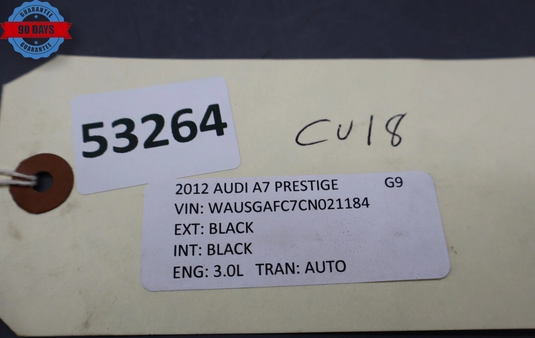 GUARANTEE
90 DAYS
GUARANTEE
53264
CU18
2012 AUDI A7 PRESTIGE G9
VIN: WAUSGAFC7CN021184
EXT: BLACK
INT: BLACK
ENG: 3.0L TRAN: AUTO